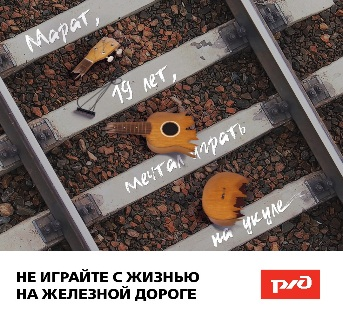 Марат,
19 лет,
мечтал играть
на укуле
НЕ ИГРАЙТЕ С ЖИЗНЬЮ
НА ЖЕЛЕЗНОЙ ДОРОГЕ
ржд